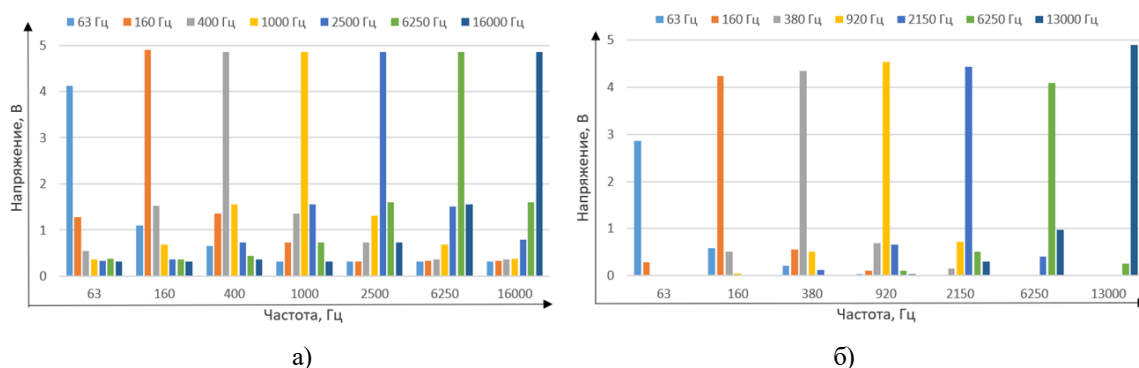 63 Гц 160 Гц 400 Гц 1000 Гц 2500 Гц 6250 Гц 16000 Гц
Напряжение, В
5
4
3
2
1
0
63 160 400 1000 2500 6250 16000
Частота, Гц
а)
63 Гц 160 Гц 380 Гц 920 Гц 2150 Гц 6250 Гц 13000 Гц
Напряжение, В
5
4
3
2
1
0
63 160 380 920 2150 6250 13000
Частота, Гц
б)